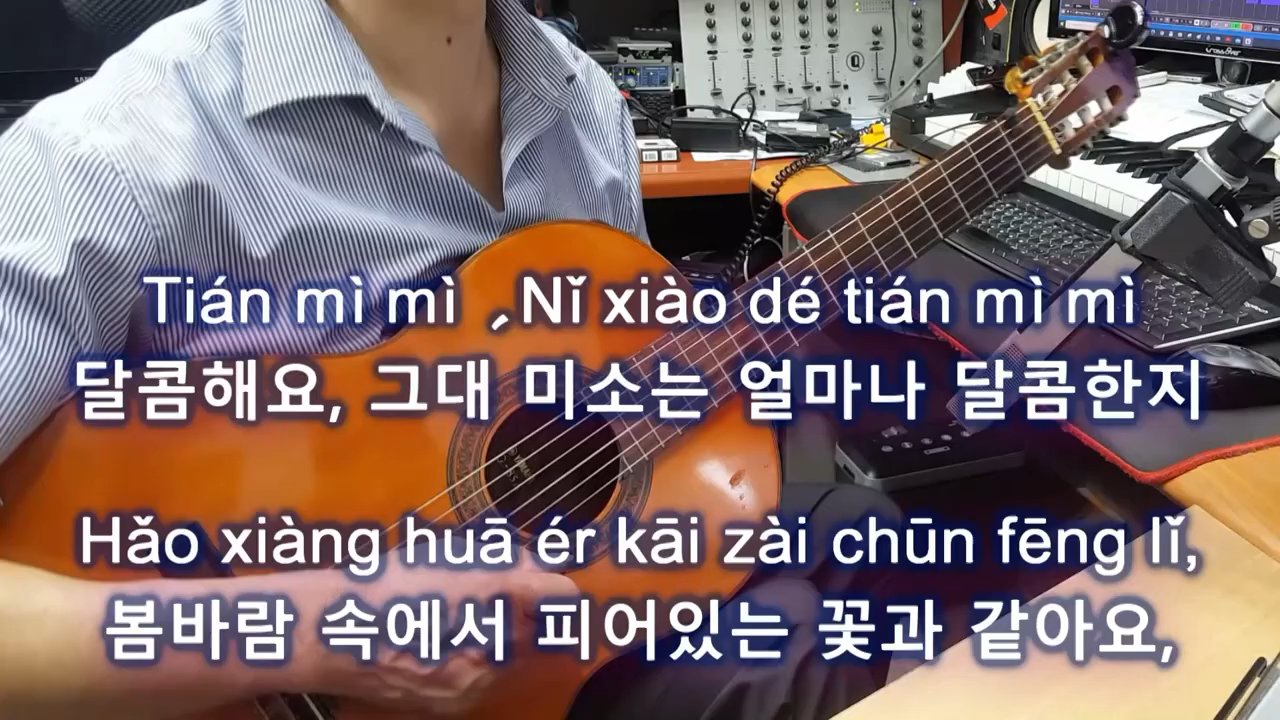 Tián mì mì ，Nǐ xiào dé tián mì mì
달콤해요, 그대 미소는 얼마나 달콤한지
Hǎo xiàng huā ér kāi zài chūn fēng lǐ,
봄바람 속에서 피어있는 꽃과 같아요,